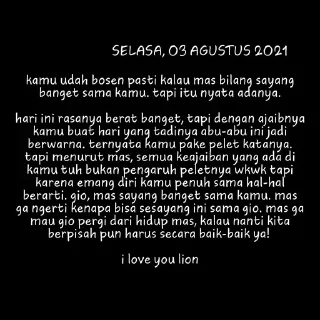 SELASA, 03 AGUSTUS 2021
kamu udah bosen pasti kalau mas bilang sayang
banget sama kamu. tapi itu nyata adanya.
hari ini rasanya berat banget, tapi dengan ajaibnya
kamu buat hari yang tadinya abu-abu ini jadi
berwarna. ternyata kamu pake pelet katanya.
tapi menurut mas, semua keajaiban yang ada di
kamu tuh bukan pengaruh peletnya wkwk tapi
karena emang diri kamu penuh sama hal-hal
berarti. gio, mas sayang banget sama kamu. mas
ga ngerti kenapa bisa sesayang ini sama gio. mas ga
mau gio pergi dari hidup mas, kalau nanti kita
berpisah pun harus secara baik-baik ya!
i love you lion